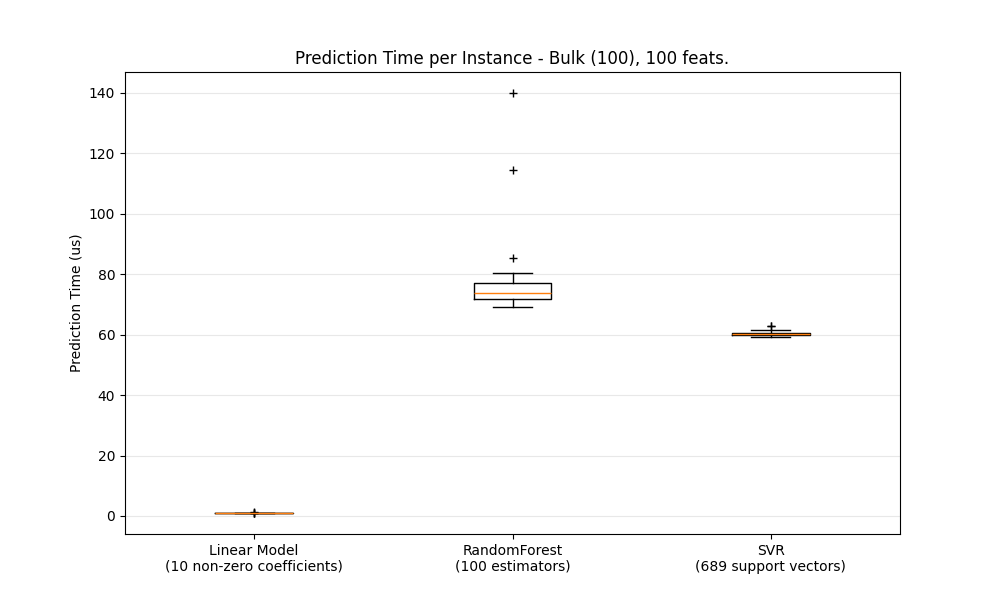 Prediction Time per Instance - Bulk (100), 100 feats.
Prediction Time (us)
140
120
100
80
60
40
20
0
Linear Model
(10 non-zero coefficients)
RandomForest
(100 estimators)
SVR
(689 support vectors)